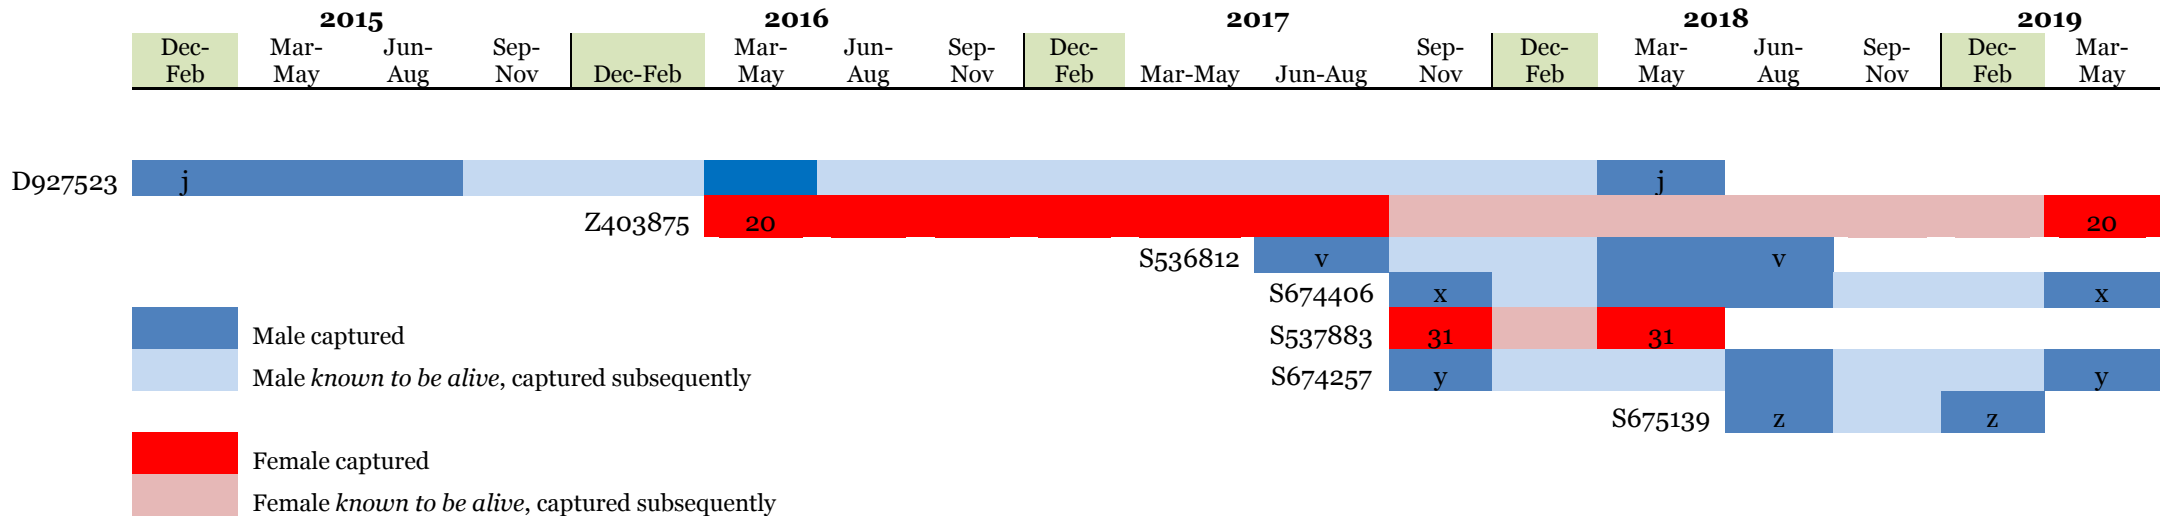 2015 2016 2017 2018 2019
Dec- Mar- Jun- Sep- Mar- Jun- Sep- Dec- Sep- Dec- Mar- Jun- Sep- Dec- Mar-
Feb May Aug Nov Dec-Feb May Aug Nov Feb Mar-May Jun-Aug Nov Feb May Aug Nov Feb May
D927523 j j
Z403875 20 20
S536812 v v
S674406 x x
Male captured S537883 31 31
Male known to be alive, captured subsequently S674257 y y
S675139 z z
Female captured
Female known to be alive, captured subsequently